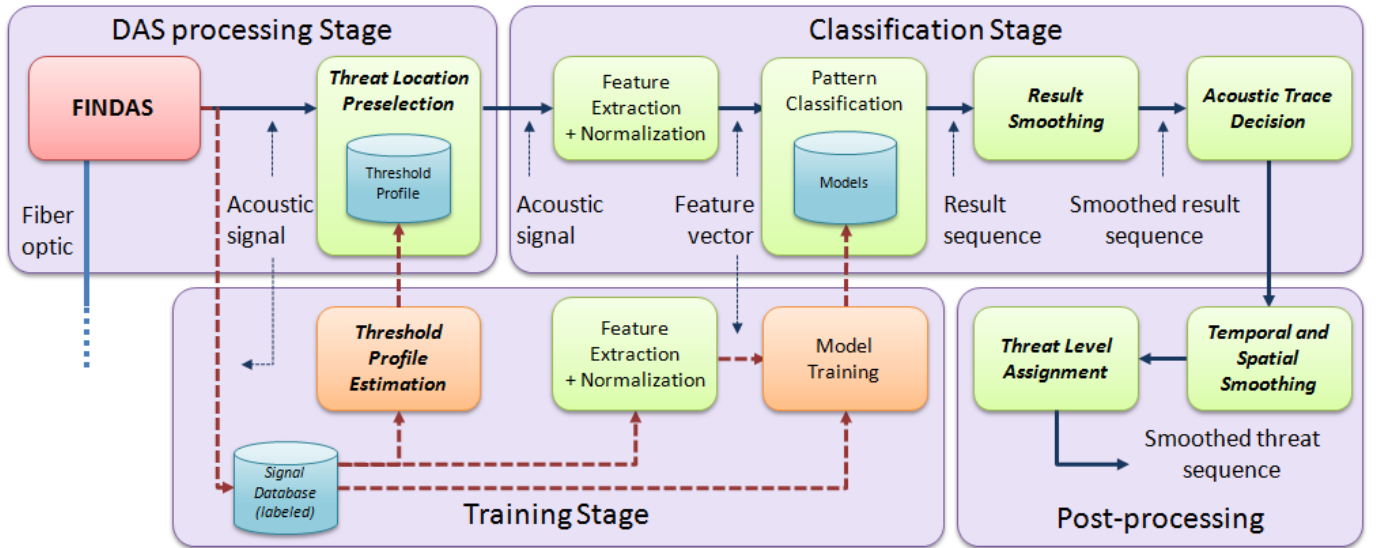 DAS processing Stage
Classification Stage
FINDAS
Threat Location
Preselection
Threshold
Profile
Feature
Extraction
+ Normalization
Pattern
Classification
Models
Result
Smoothing
Acoustic Trace
Decision
Fiber
optic
Acoustic
signal
Acoustic
signal
Feature
vector
Result
sequence
Smoothed result
sequence
Threshold
Profile
Estimation
Feature
Extraction
+ Normalization
Model
Training
Threat Level
Assignment
Temporal and
Spatial
Smoothing
Signal
Database
(labeled)
Training Stage
Smoothed threat
sequence
Post-processing